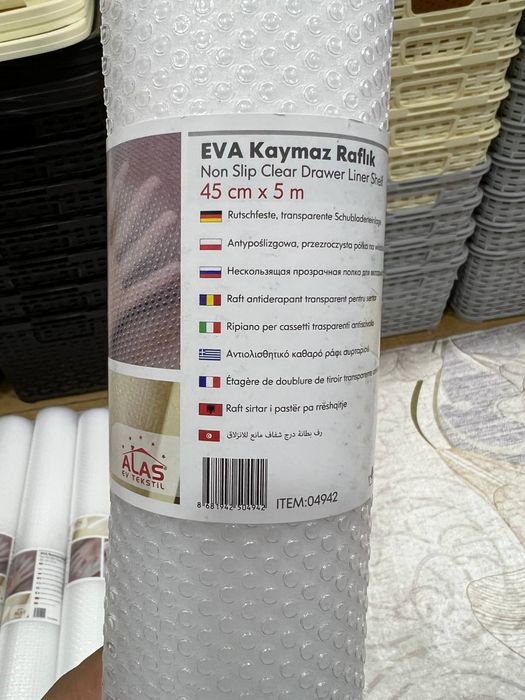 EVA Kaymaz Raflık
Non Slip Clear Drawer Liner Shelf
45 cm x 5 m
Rutschfeste, transparente Schubladeneinlage
Antypoślizgowa, przezroczysta półka na
Нескользящая прозрачная полка для
Raft antiderapant transparent pentru sertar
Ripiano per cassetti trasparenti antiscivolo
Αντιολισθητικό καθαρό ράφι συρταριού
Étagère de doublure de tiroir transparente
Raft sirtar i pastër pa rrëshqitje
رف بطانة درج شفاف مانع للانزلاق
ALAS
EV TEKSTİL
8 681942 504942
ITEM:04942